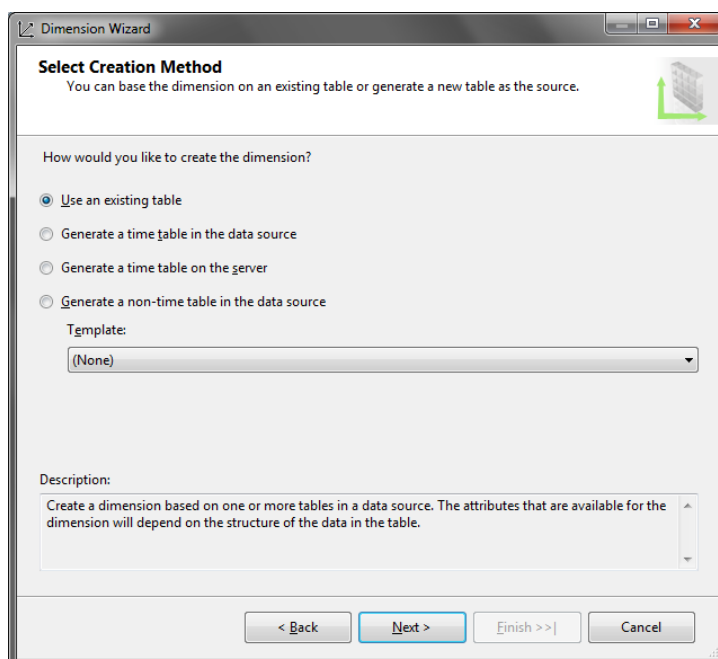 Dimension Wizard
Select Creation Method
You can base the dimension on an existing table or generate a new table as the source.
How would you like to create the dimension?
Use an existing table
Generate a time table in the data source
Generate a time table on the server
Generate a non-time table in the data source
Template:
(None)
Description:
Create a dimension based on one or more tables in a data source. The attributes that are available for the
dimension will depend on the structure of the data in the table.
< Back
Next >
Finish >>|
Cancel